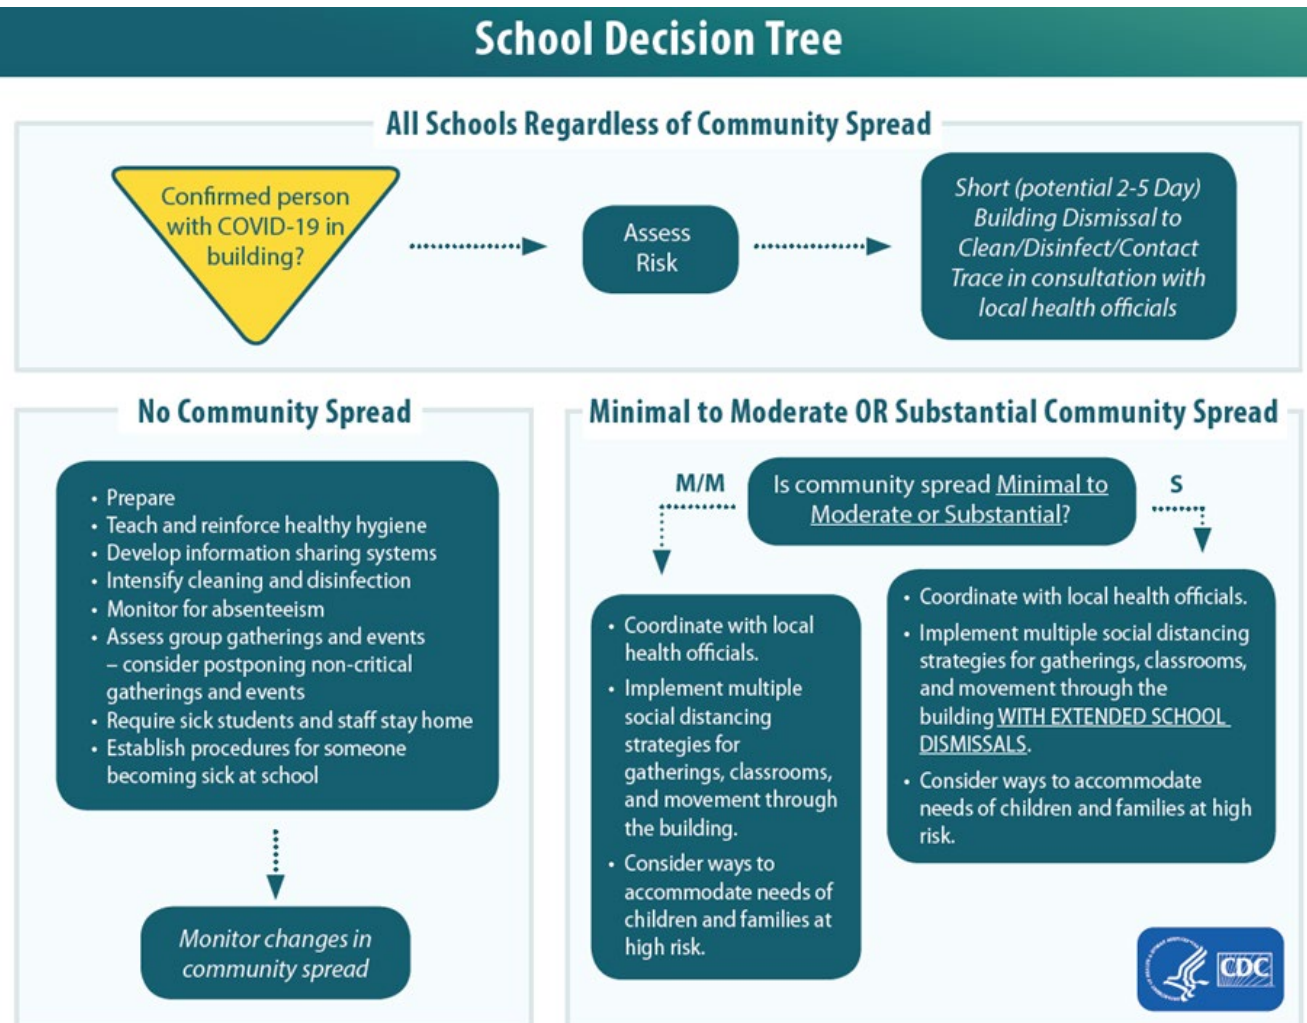 School Decision Tree
All Schools Regardless of Community Spread
Confirmed person
with COVID-19 in
building?
Assess
Risk
Short (potential 2-5 Day)
Building Dismissal to
Clean/Disinfect/Contact
Trace in consultation with
local health officials
No Community Spread
• Prepare
• Teach and reinforce healthy hygiene
• Develop information sharing systems
• Intensify cleaning and disinfection
• Monitor for absenteeism
• Assess group gatherings and events
– consider postponing non-critical
gatherings and events
• Require sick students and staff stay home
• Establish procedures for someone
becoming sick at school
Monitor changes in
community spread
Minimal to Moderate OR Substantial Community Spread
Is community spread Minimal to
Moderate or Substantial?
M/M
• Coordinate with local
health officials.
• Implement multiple
social distancing
strategies for
gatherings, classrooms,
and movement through
the building.
• Consider ways to
accommodate needs of
children and families at
high risk.
S
• Coordinate with local health officials.
• Implement multiple social distancing
strategies for gatherings, classrooms,
and movement through the
building WITH EXTENDED SCHOOL
DISMISSALS.
• Consider ways to accommodate
needs of children and families at high
risk.
CDC